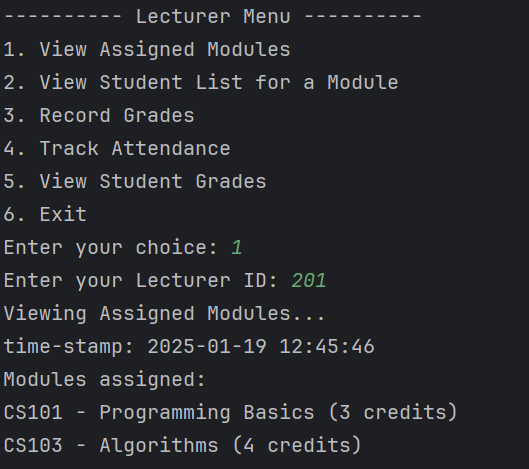 ---------- Lecturer Menu ----------
1. View Assigned Modules
2. View Student List for a Module
3. Record Grades
4. Track Attendance
5. View Student Grades
6. Exit
Enter your choice: 1
Enter your Lecturer ID: 201
Viewing Assigned Modules...
time-stamp: 2025-01-19 12:45:46
Modules assigned:
CS101 - Programming Basics (3 credits)
CS103 - Algorithms (4 credits)